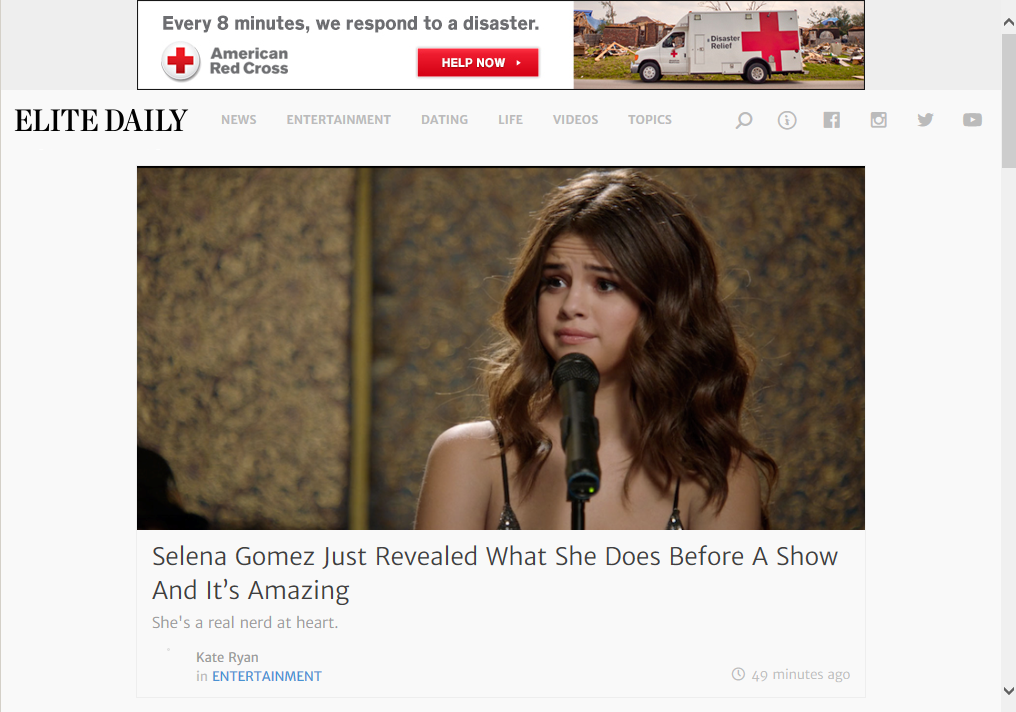 Every 8 minutes, we respond to a disaster.
American
Red Cross
HELP NOW
Disaster
Relief
ELITE DAILY
NEWS ENTERTAINMENT DATING LIFE VIDEOS TOPICS
Selena Gomez Just Revealed What She Does Before A Show
And It’s Amazing
She's a real nerd at heart.
Kate Ryan
in ENTERTAINMENT
49 minutes ago